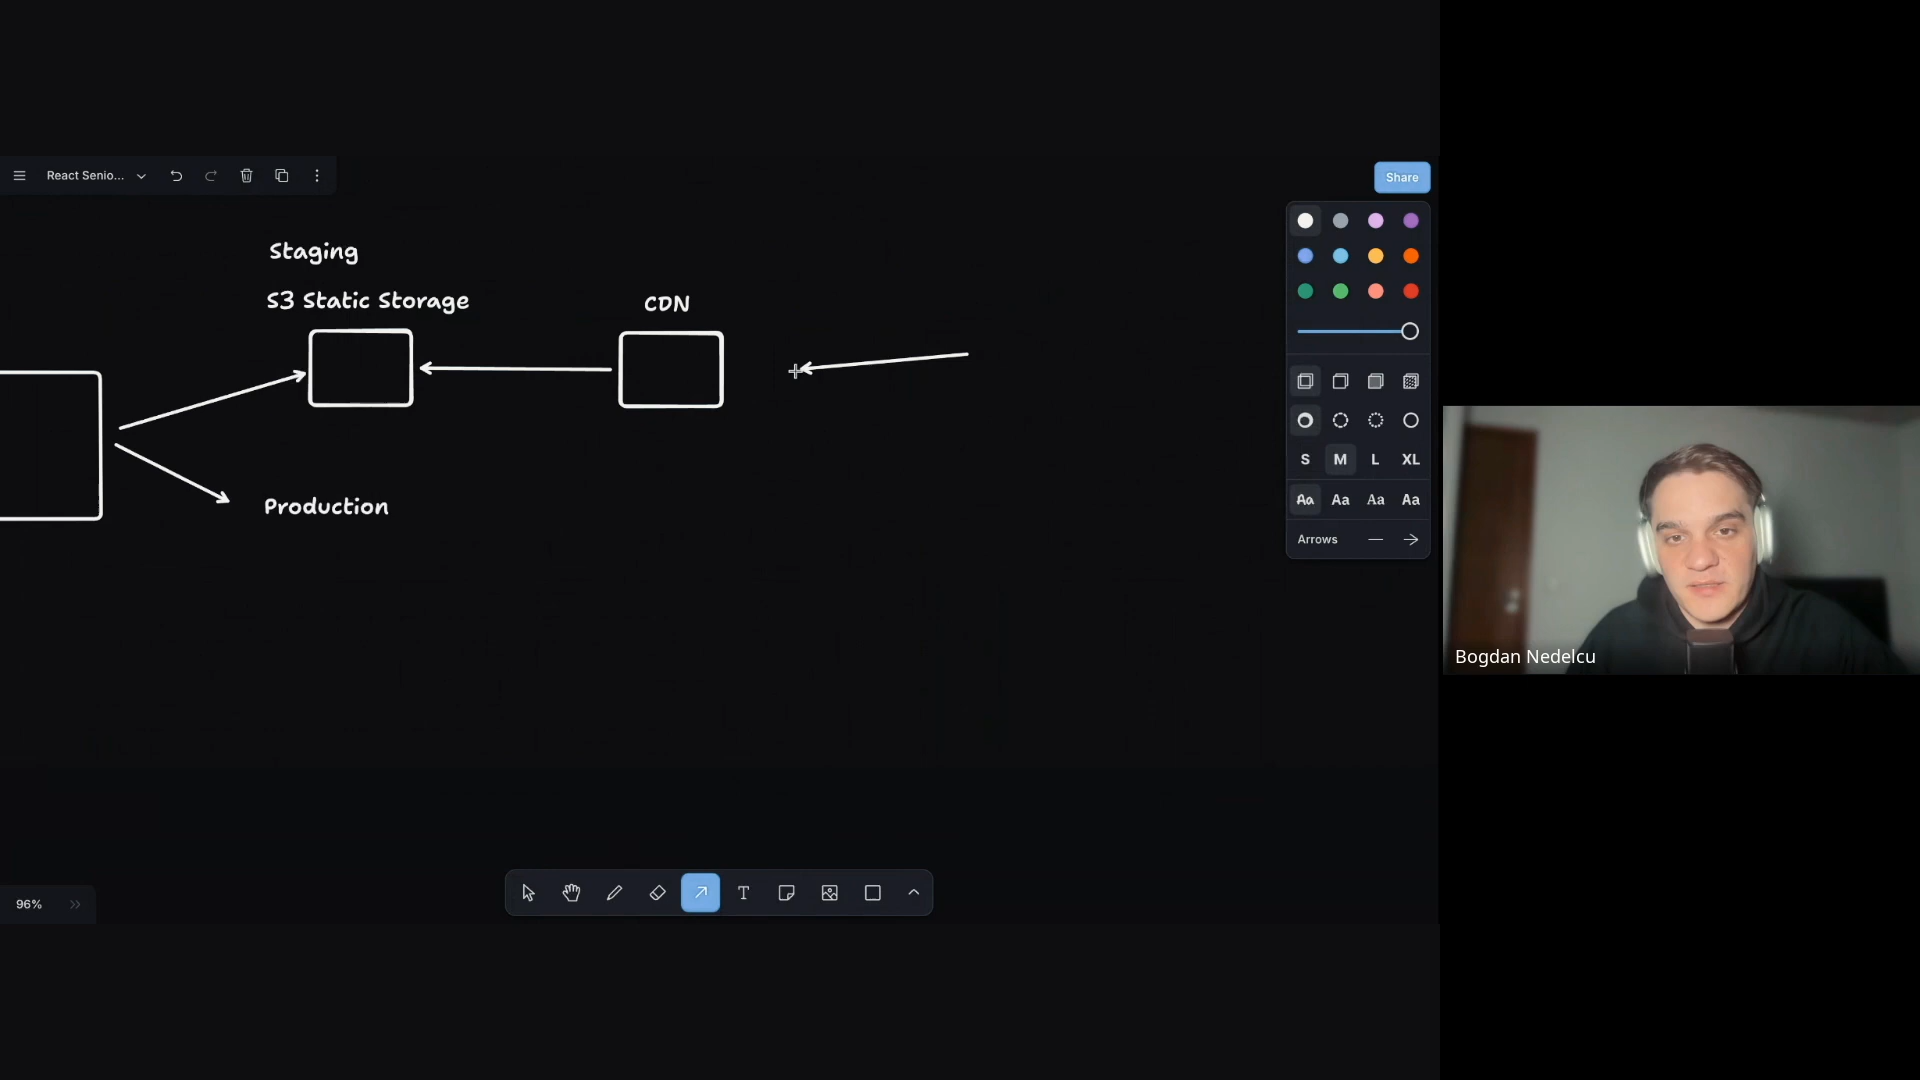 React Senio...
Share
Staging
S3 Static Storage
CDN
Production
S M L XL
Aa Aa Aa Aa
Arrows
96%
Bogdan Nedelcu